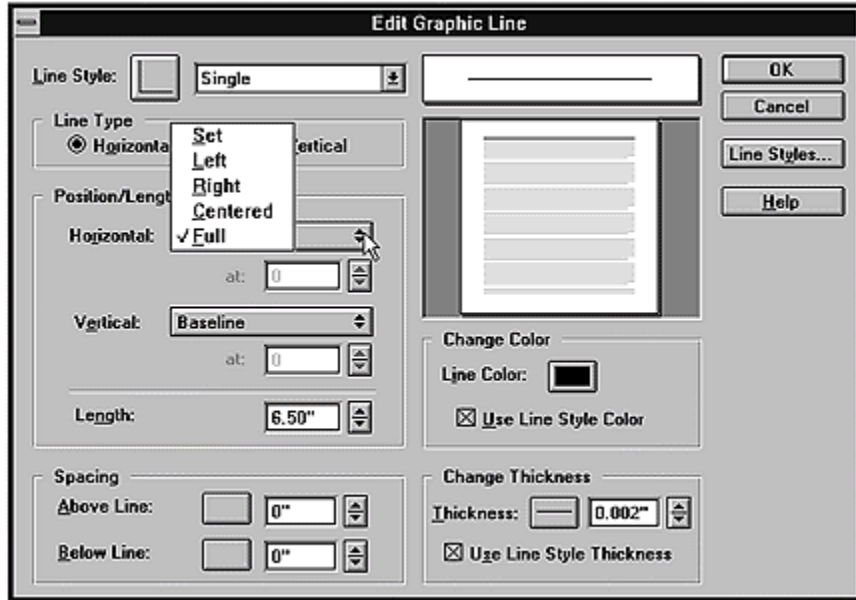 Edit Graphic Line
Line Style: Single
OK
Cancel
Line Styles...
Help
Line Type
Horizonta
ertical
Set
Left
Right
Centered
Full
Position/Lengt
Horizontal:
at: 0
Vertical: Baseline
at: 0
Length: 6.50"
Change Color
Line Color:
Use Line Style Color
Spacing
Above Line: 0"
Below Line: 0"
Change Thickness
Thickness: 0.002"
Use Line Style Thickness